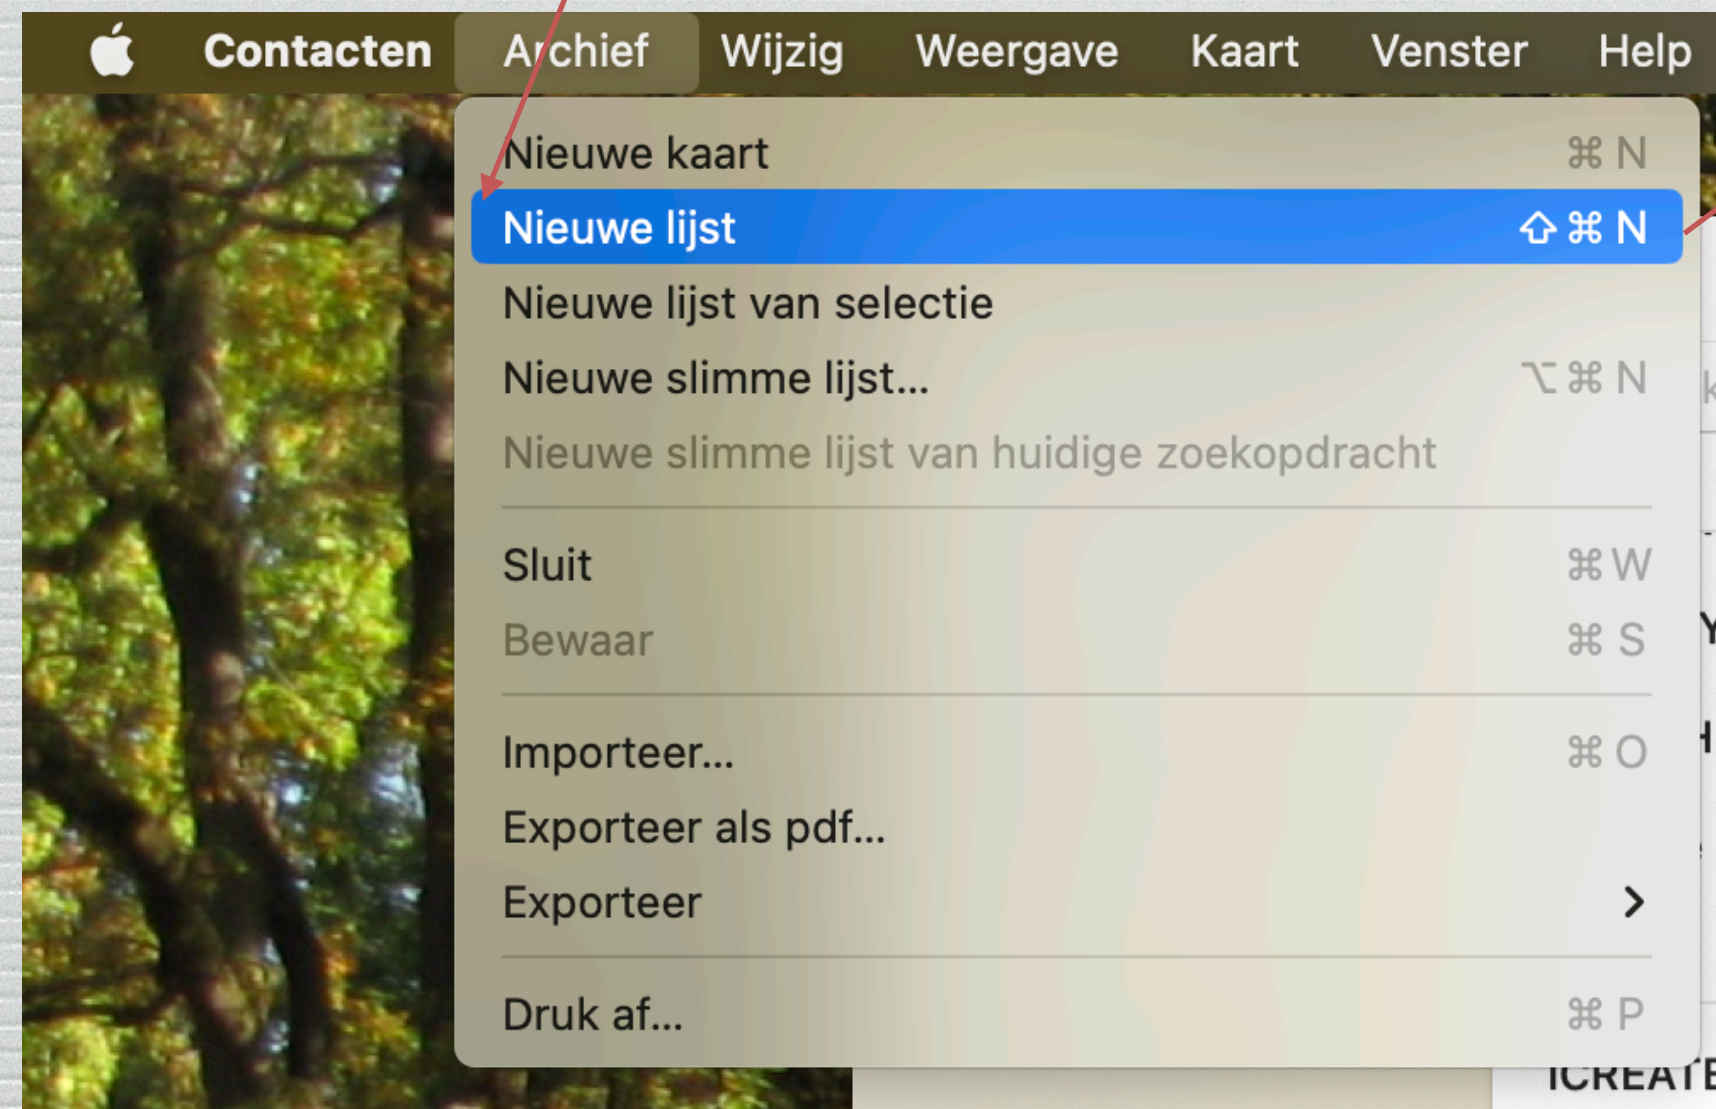 Contacten Archief Wijzig Weergave Kaart Venster Help
Nieuwe kaart ⌘ N
Nieuwe lijst ⇧ ⌘ N
Nieuwe lijst van selectie
Nieuwe slimme lijst... ⌥ ⌘ N
Nieuwe slimme lijst van huidige zoekopdracht
Sluit ⌘ W
Bewaar ⌘ S
Importeer... ⌘ O
Exporteer als pdf...
Exporteer >
Druk af... ⌘ P